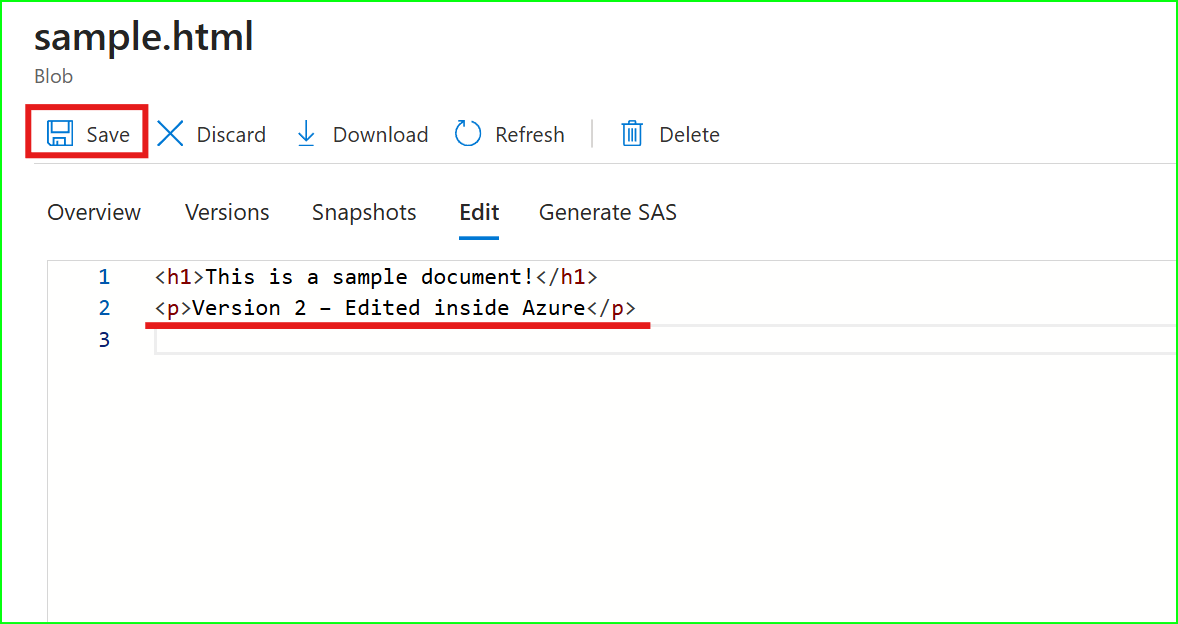 sample.html
Blob
Save Discard Download Refresh Delete
Overview Versions Snapshots Edit Generate SAS
1 <h1>This is a sample document!</h1>
2 <p>Version 2 – Edited inside Azure</p>
3